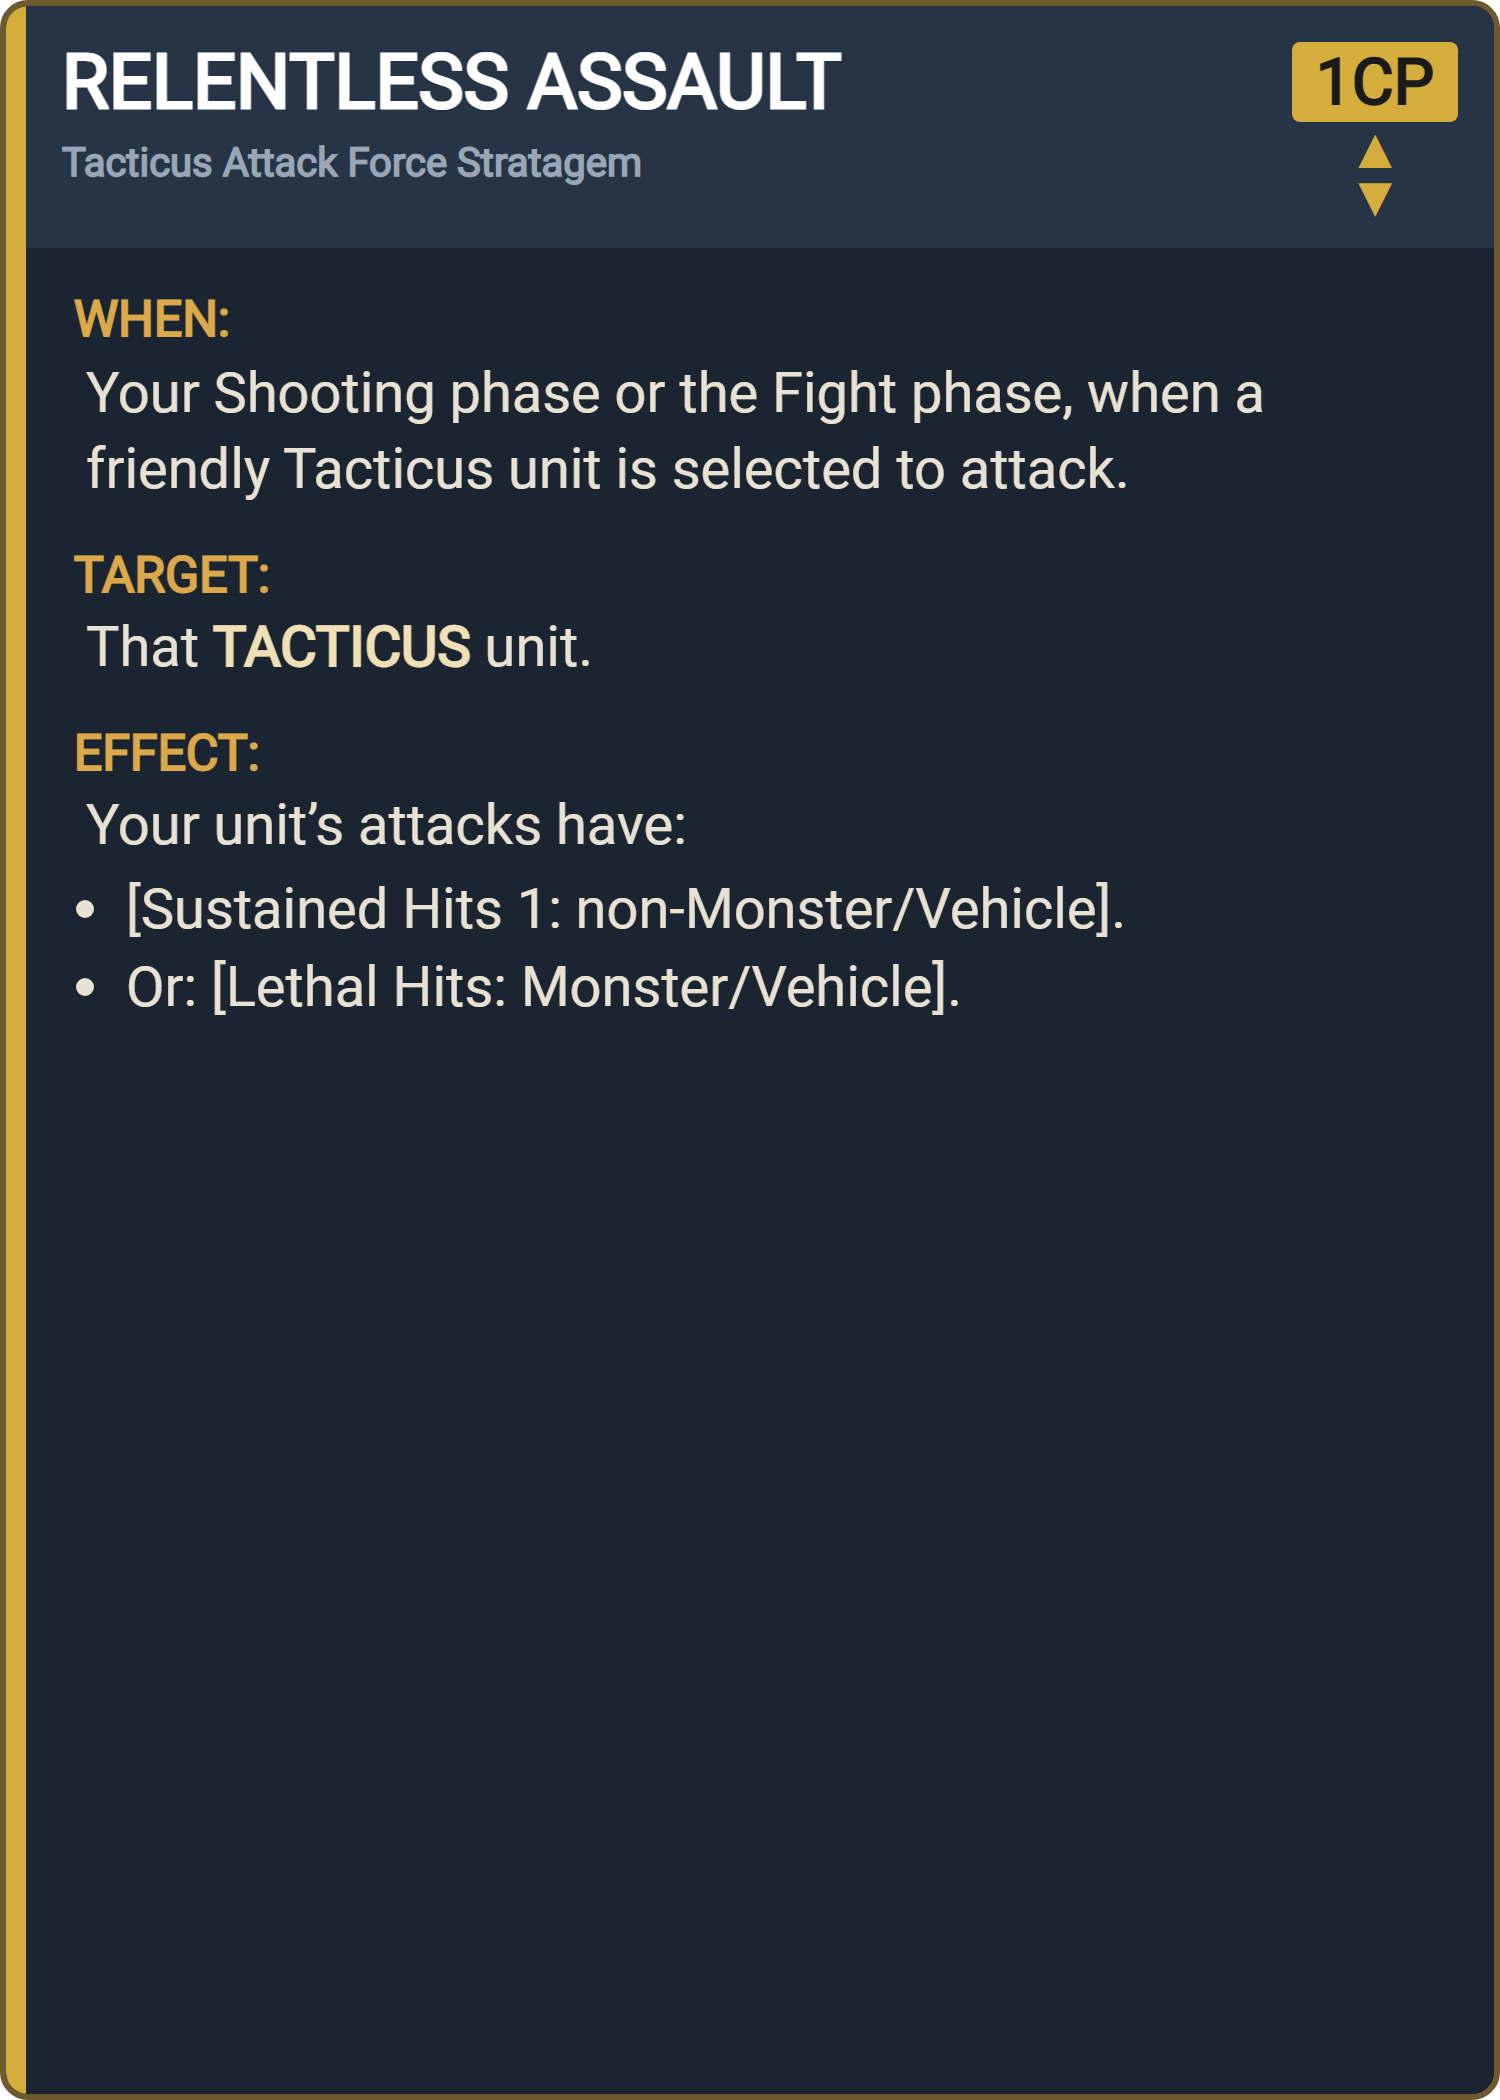 RELENTLESS ASSAULT
1CP
Tacticus Attack Force Stratagem
WHEN:
Your Shooting phase or the Fight phase, when a
friendly Tacticus unit is selected to attack.
TARGET:
That TACTICUS unit.
EFFECT:
Your unit’s attacks have:
• [Sustained Hits 1: non-Monster/Vehicle].
• Or: [Lethal Hits: Monster/Vehicle].